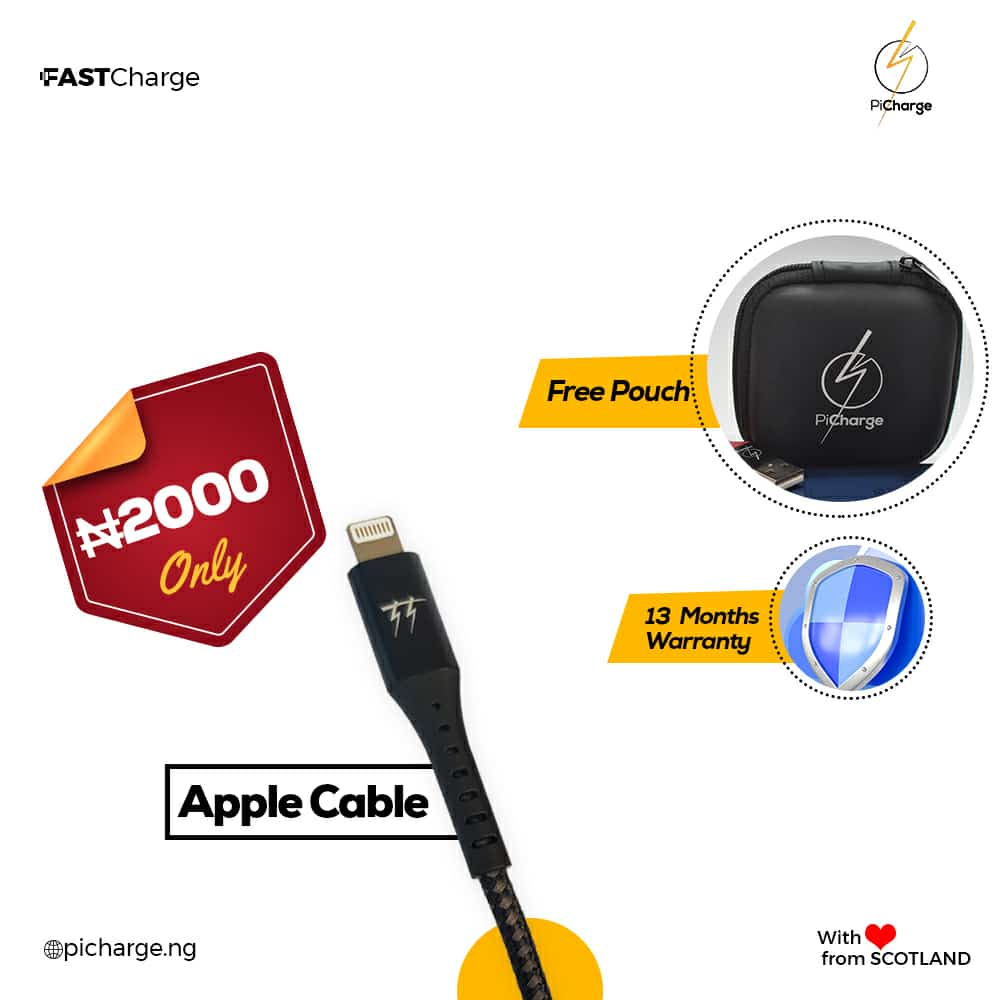 FASTCharge
PiCharge
Free Pouch
PiCharge
₦2000
Only
13 Months
Warranty
Apple Cable
picharge.ng
With
from SCOTLAND